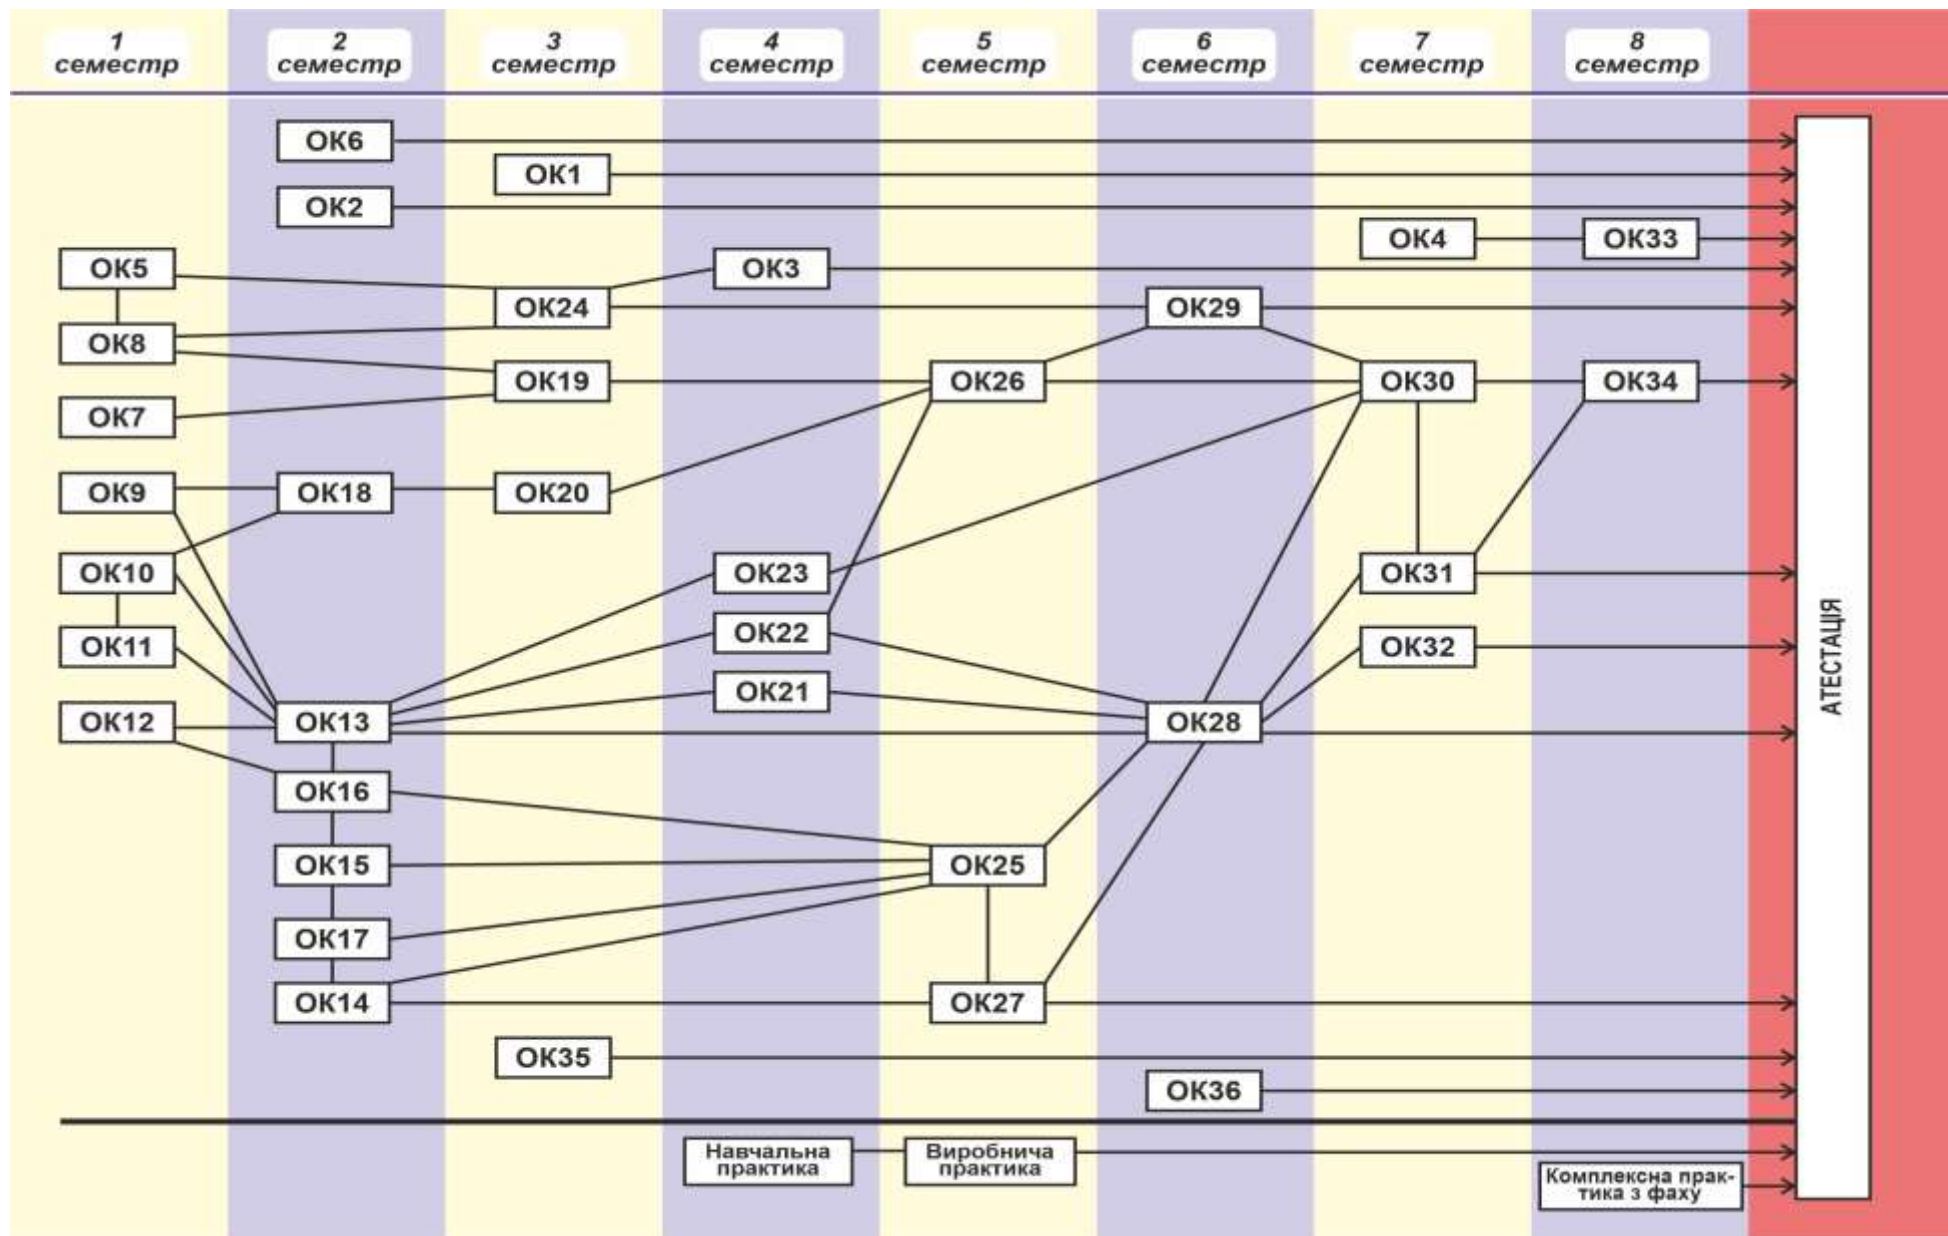 1
семестр
2
семестр
3
семестр
4
семестр
5
семестр
6
семестр
7
семестр
8
семестр
ОК6
ОК1
ОК2
ОК4
ОК33
ОК5
ОК3
ОК24
ОК29
ОК8
ОК19
ОК26
ОК30
ОК34
ОК7
ОК9
ОК18
ОК20
ОК10
ОК23
ОК31
ОК11
ОК22
ОК32
ОК21
ОК12
ОК13
ОК28
ОК16
ОК15
ОК25
ОК17
ОК14
ОК27
ОК35
ОК36
АТЕСТАЦІЯ
Навчальна
практика
Виробнича
практика
Комплексна прак-
тика з фаху